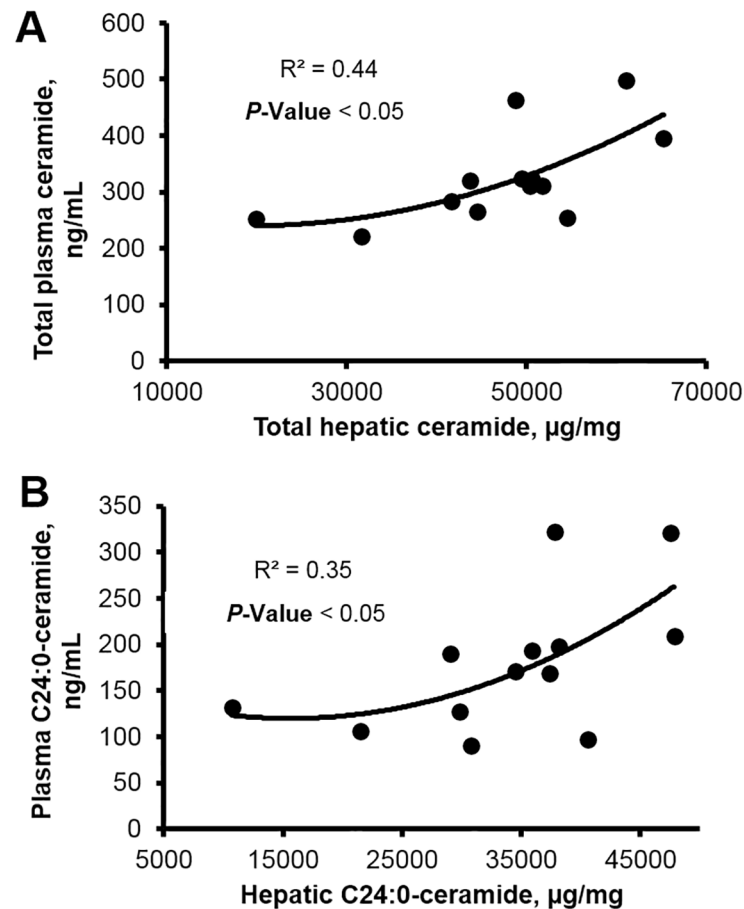 A
Total plasma ceramide,
ng/mL
600
500
400
300
200
100
0
R² = 0.44
P-Value < 0.05
10000 30000 50000 70000
Total hepatic ceramide, µg/mg
B
Plasma C24:0-ceramide,
ng/mL
350
300
250
200
150
100
50
0
R² = 0.35
P-Value < 0.05
5000 15000 25000 35000 45000
Hepatic C24:0-ceramide, µg/mg